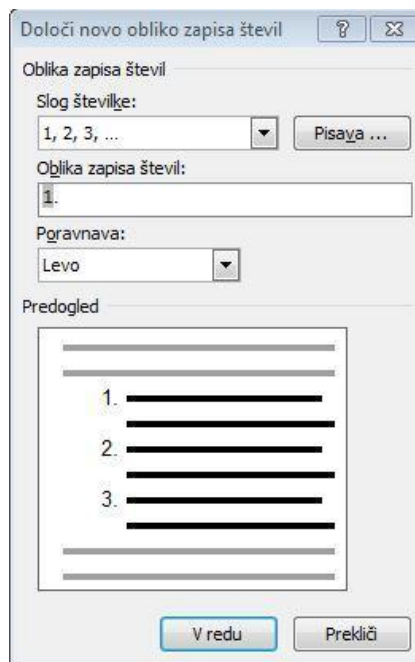 Določi novo obliko zapisa števil
Oblika zapisa števil
Slog številke:
1, 2, 3, ...
Pisava ...
Oblika zapisa števil:
1.
Poravnava:
Levo
Predogled
1.
2.
3.
V redu Prekliči